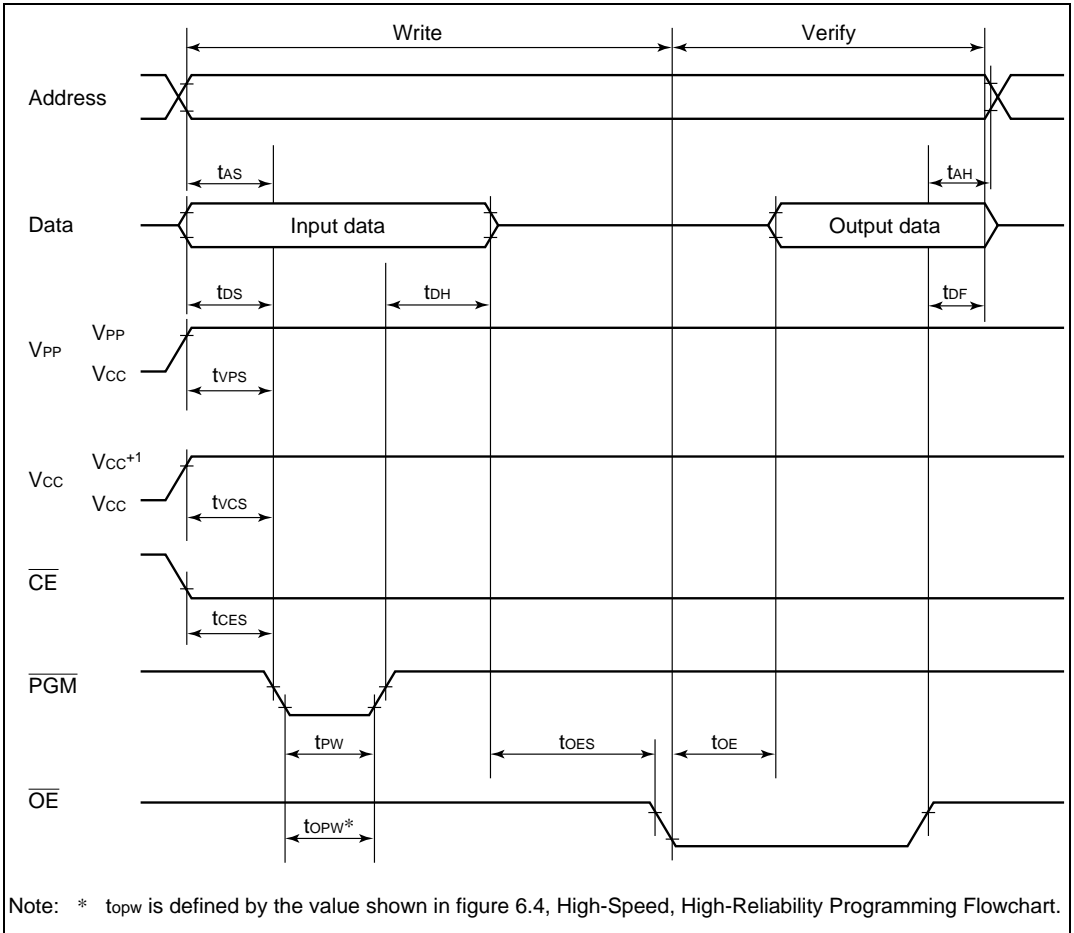 Write Verify
Address
tAS tAH
Data Input data Output data
tDS tDH tDF
VPP VPP
VCC tVPS
VCC VCC+1
VCC tVCS
CE
tCES
PGM
tPW tOES tOE
OE
tOPW*
Note: * topw is defined by the value shown in figure 6.4, High-Speed, High-Reliability Programming Flowchart.